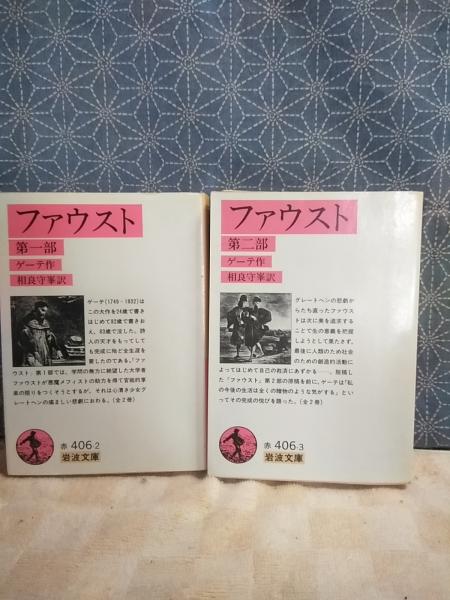 ファウスト
第一部
ゲーテ作
相良守峯訳
ゲーテ(1749-1832)は
この大作を24歳で書き
はじめて82歳で書きお
え、83歳で没した。詩
人の天才をもってして
も完成に殆ど全生涯を
要したのである。「ファ
ウスト」第1部では、学問の無力に絶望した大学者
ファウストが悪魔メフィストの助力を得て官能的享
楽の限りをつくそうとするが、それは心清き少女グ
レートヘンの痛ましい悲劇におわる。(全2冊)
赤 406-2
岩波文庫
ファウスト
第二部
ゲーテ作
相良守峯訳
グレートヘンの悲劇か
らたち直ったファウス
トは次に美を追求する
ことで生の意義を把握
しようとして果たさず、
最後に人類のため社会
のための創造的活動に
よってはじめて自己の救済にあずかる――。脱稿し
た「ファウスト」第2部の原稿を前に、ゲーテは「私
の今後の生活は全くの贈物のような気がする」とい
ってその完成の悦びを語った。(全2冊)
赤 406-3
岩波文庫